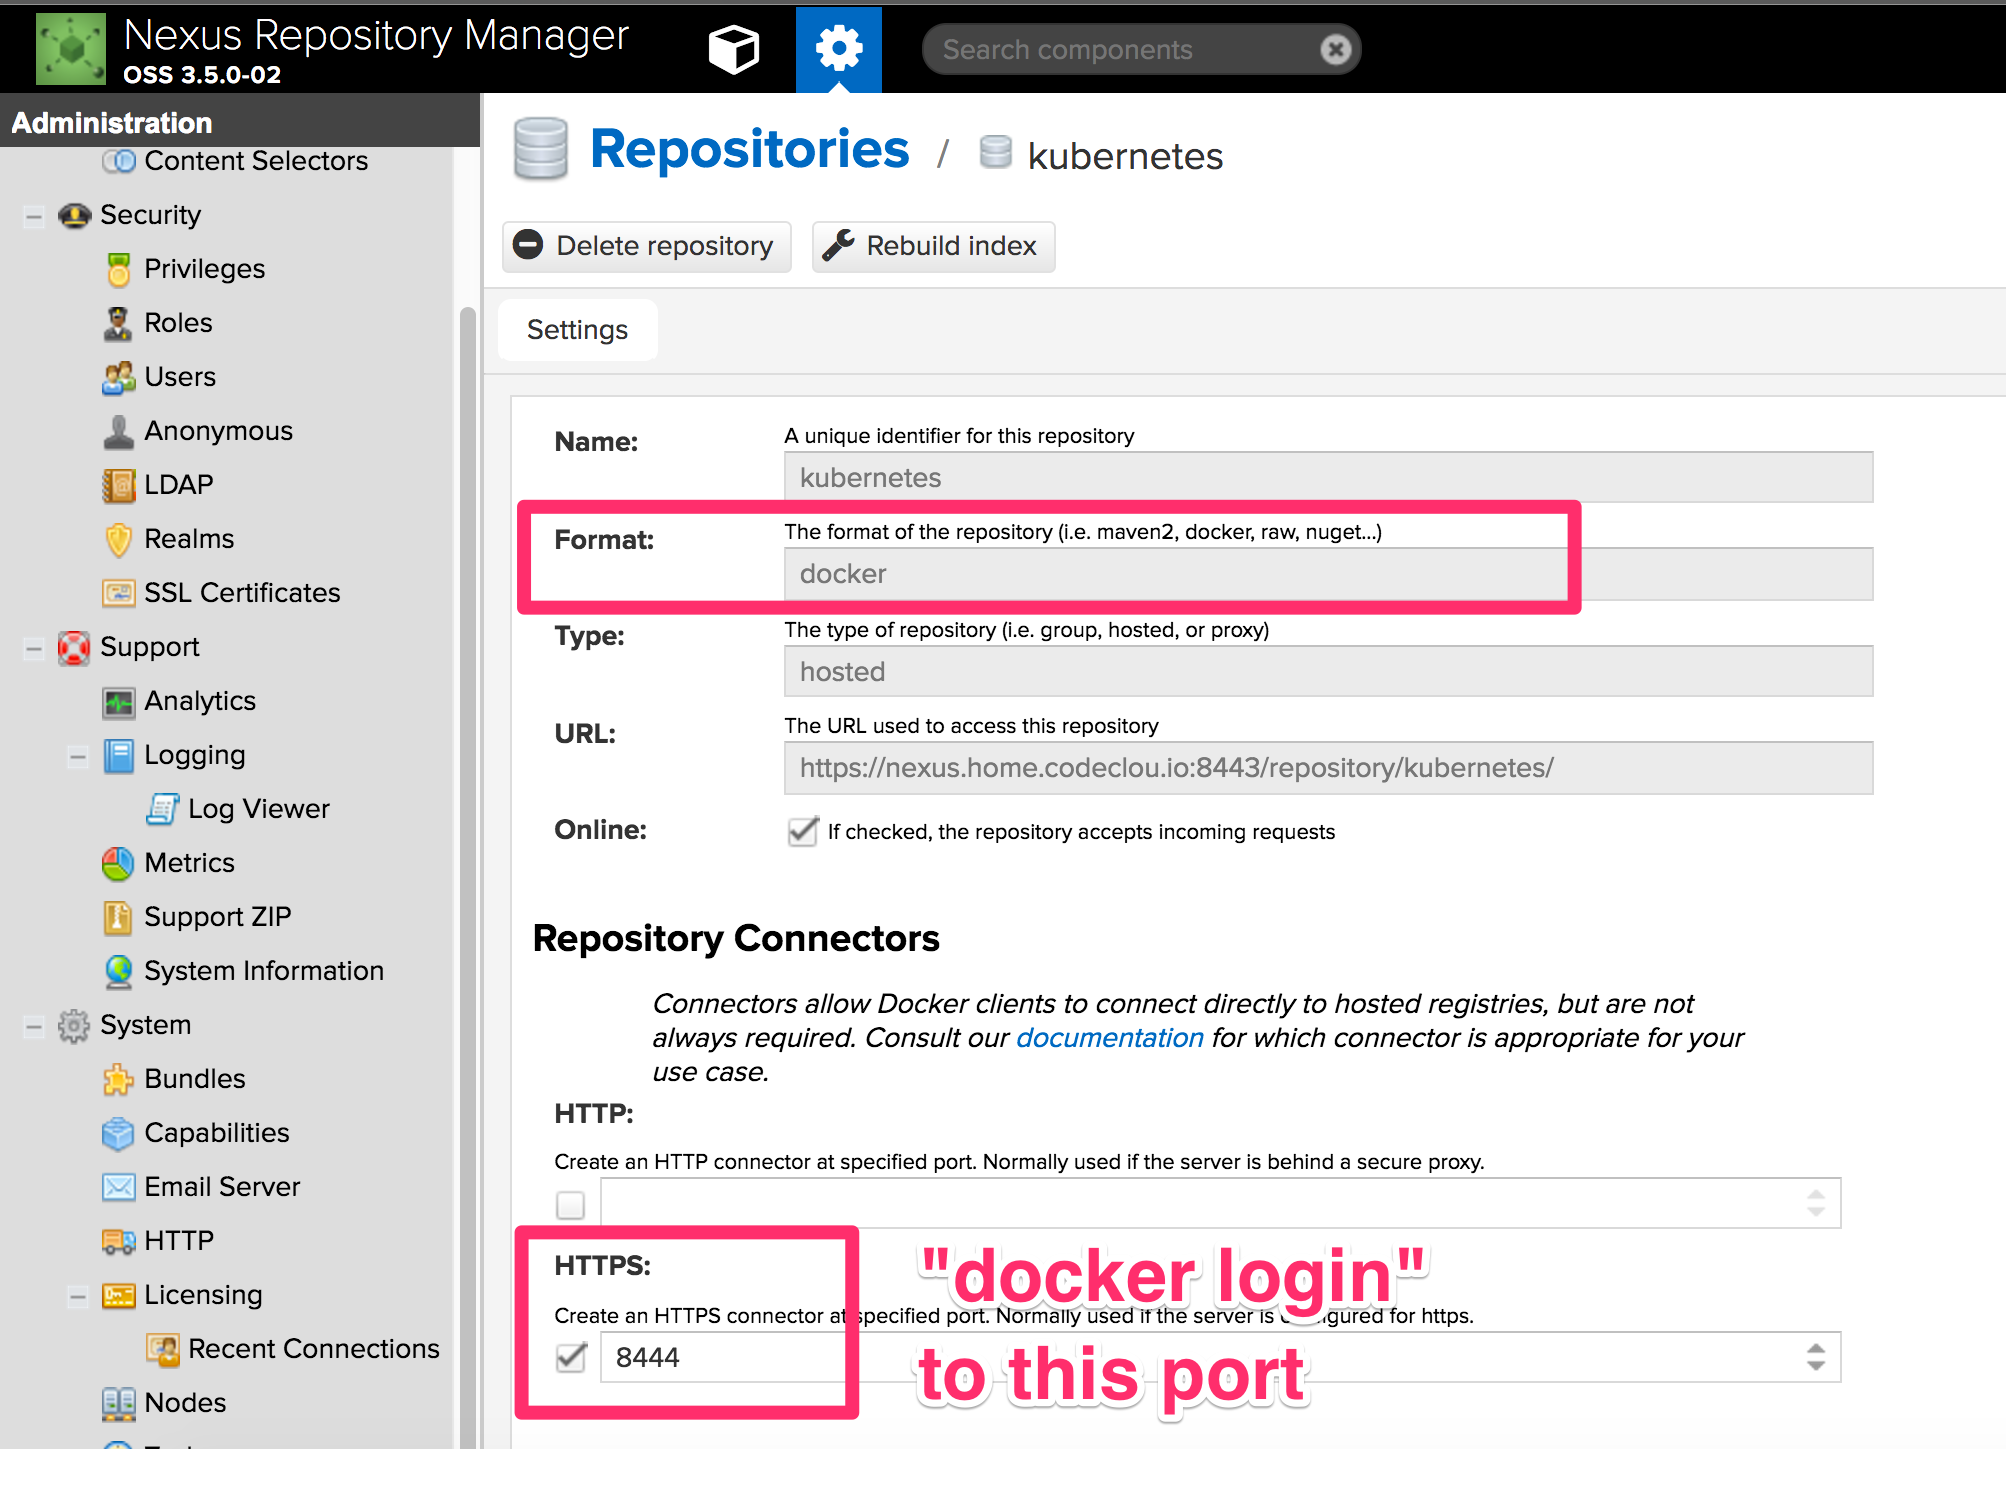 Nexus Repository Manager
OSS 3.5.0-02
Search components
Administration
Content Selectors
Security
Privileges
Roles
Users
Anonymous
LDAP
Realms
SSL Certificates
Support
Analytics
Logging
Log Viewer
Metrics
Support ZIP
System Information
System
Bundles
Capabilities
Email Server
HTTP
Licensing
Recent Connections
Nodes
Repositories / kubernetes
Delete repository
Rebuild index
Settings
Name:
A unique identifier for this repository
kubernetes
Format:
The format of the repository (i.e. maven2, docker, raw, nuget...)
docker
Type:
The type of repository (i.e. group, hosted, or proxy)
hosted
URL:
The URL used to access this repository
https://nexus.home.codeclou.io:8443/repository/kubernetes/
Online:
If checked, the repository accepts incoming requests
Repository Connectors
Connectors allow Docker clients to connect directly to hosted registries, but are not
always required. Consult our documentation for which connector is appropriate for your
use case.
HTTP:
Create an HTTP connector at specified port. Normally used if the server is behind a secure proxy.
HTTPS:
Create an HTTPS connector at specified port. Normally used if the server is configured for https.
8444
"docker login"
to this port